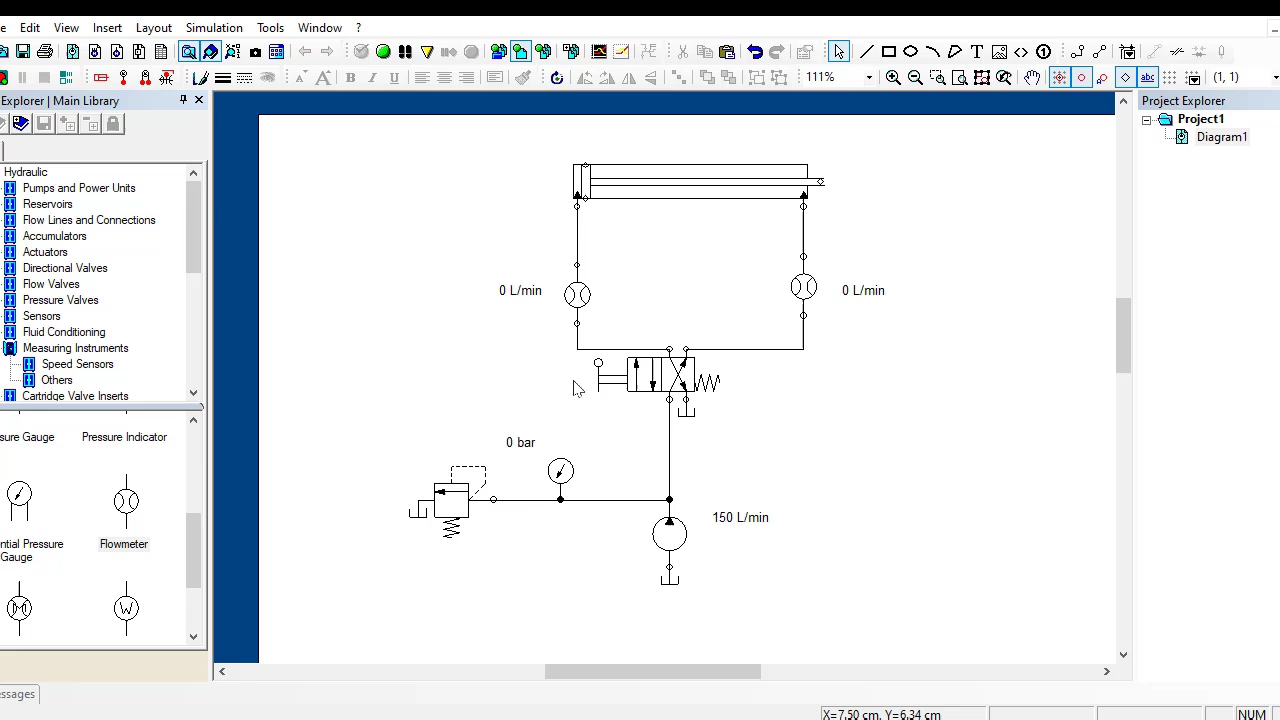 e Edit View Insert Layout Simulation Tools Window ?
111%
(1, 1)
Explorer | Main Library
Project Explorer
Project1
Diagram1
Hydraulic
Pumps and Power Units
Reservoirs
Flow Lines and Connections
Accumulators
Actuators
Directional Valves
Flow Valves
Pressure Valves
Sensors
Fluid Conditioning
Measuring Instruments
Speed Sensors
Others
Cartridge Valve Inserts
sure Gauge
Pressure Indicator
ntial Pressure
Gauge
Flowmeter
0 L/min
0 L/min
0 bar
150 L/min
essages
X=7.50 cm, Y=6.34 cm
NUM